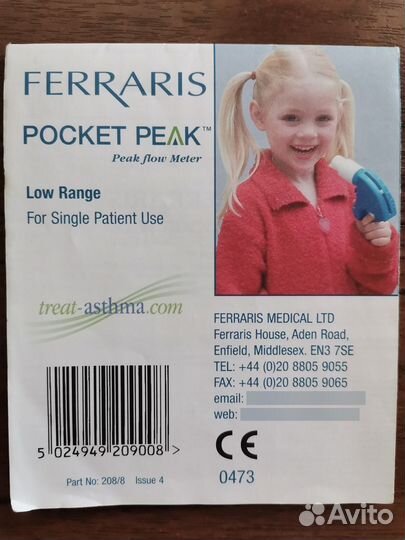 FERRARIS
POCKET PEAK™
Peak flow Meter
Low Range
For Single Patient Use
treat-asthma.com
FERRARIS MEDICAL LTD
Ferraris House, Aden Road,
Enfield, Middlesex. EN3 7SE
TEL: +44 (0)20 8805 9055
FAX: +44 (0)20 8805 9065
email:
web:
5 024949 209008 >
CE
0473
Part No: 208/8 Issue 4
Avito